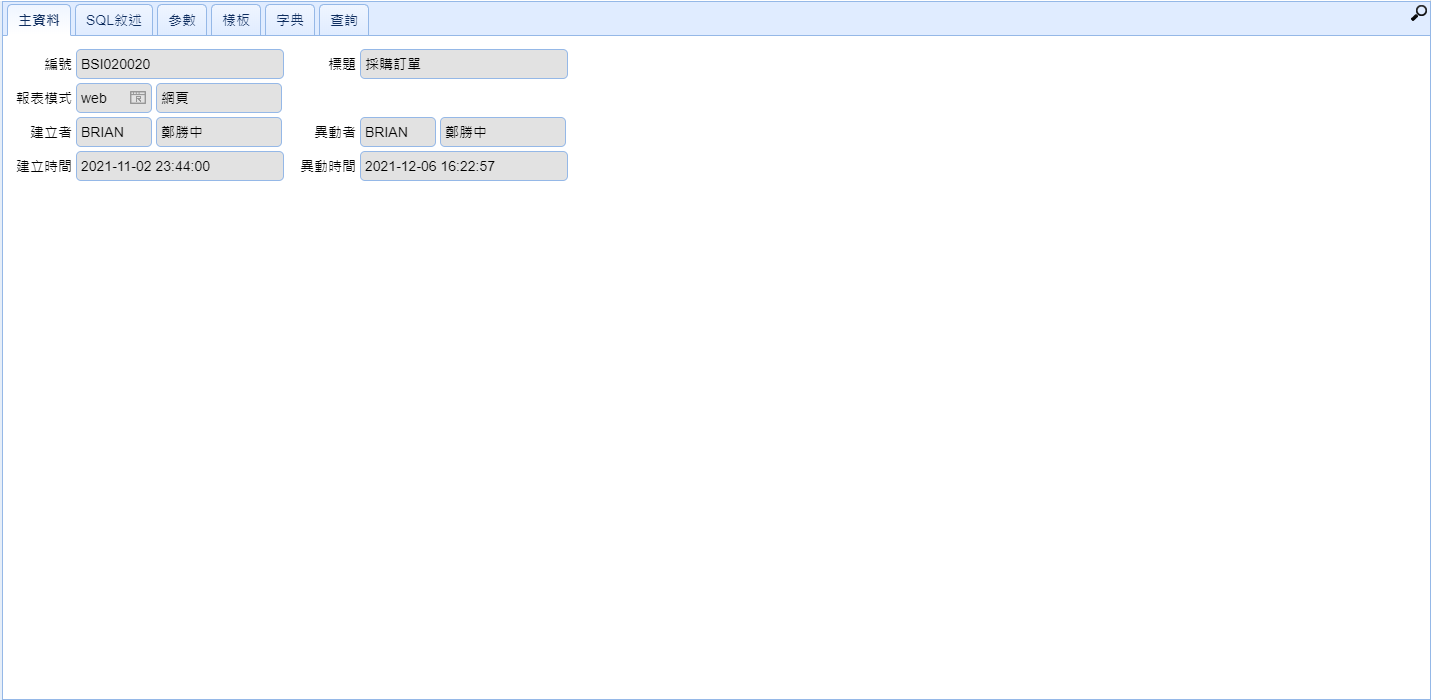 主資料 SQL敘述 參數 樣板 字典 查詢
編號 BSI020020 標題 採購訂單
報表模式 web 網頁
建立者 BRIAN 鄭勝中 異動者 BRIAN 鄭勝中
建立時間 2021-11-02 23:44:00 異動時間 2021-12-06 16:22:57